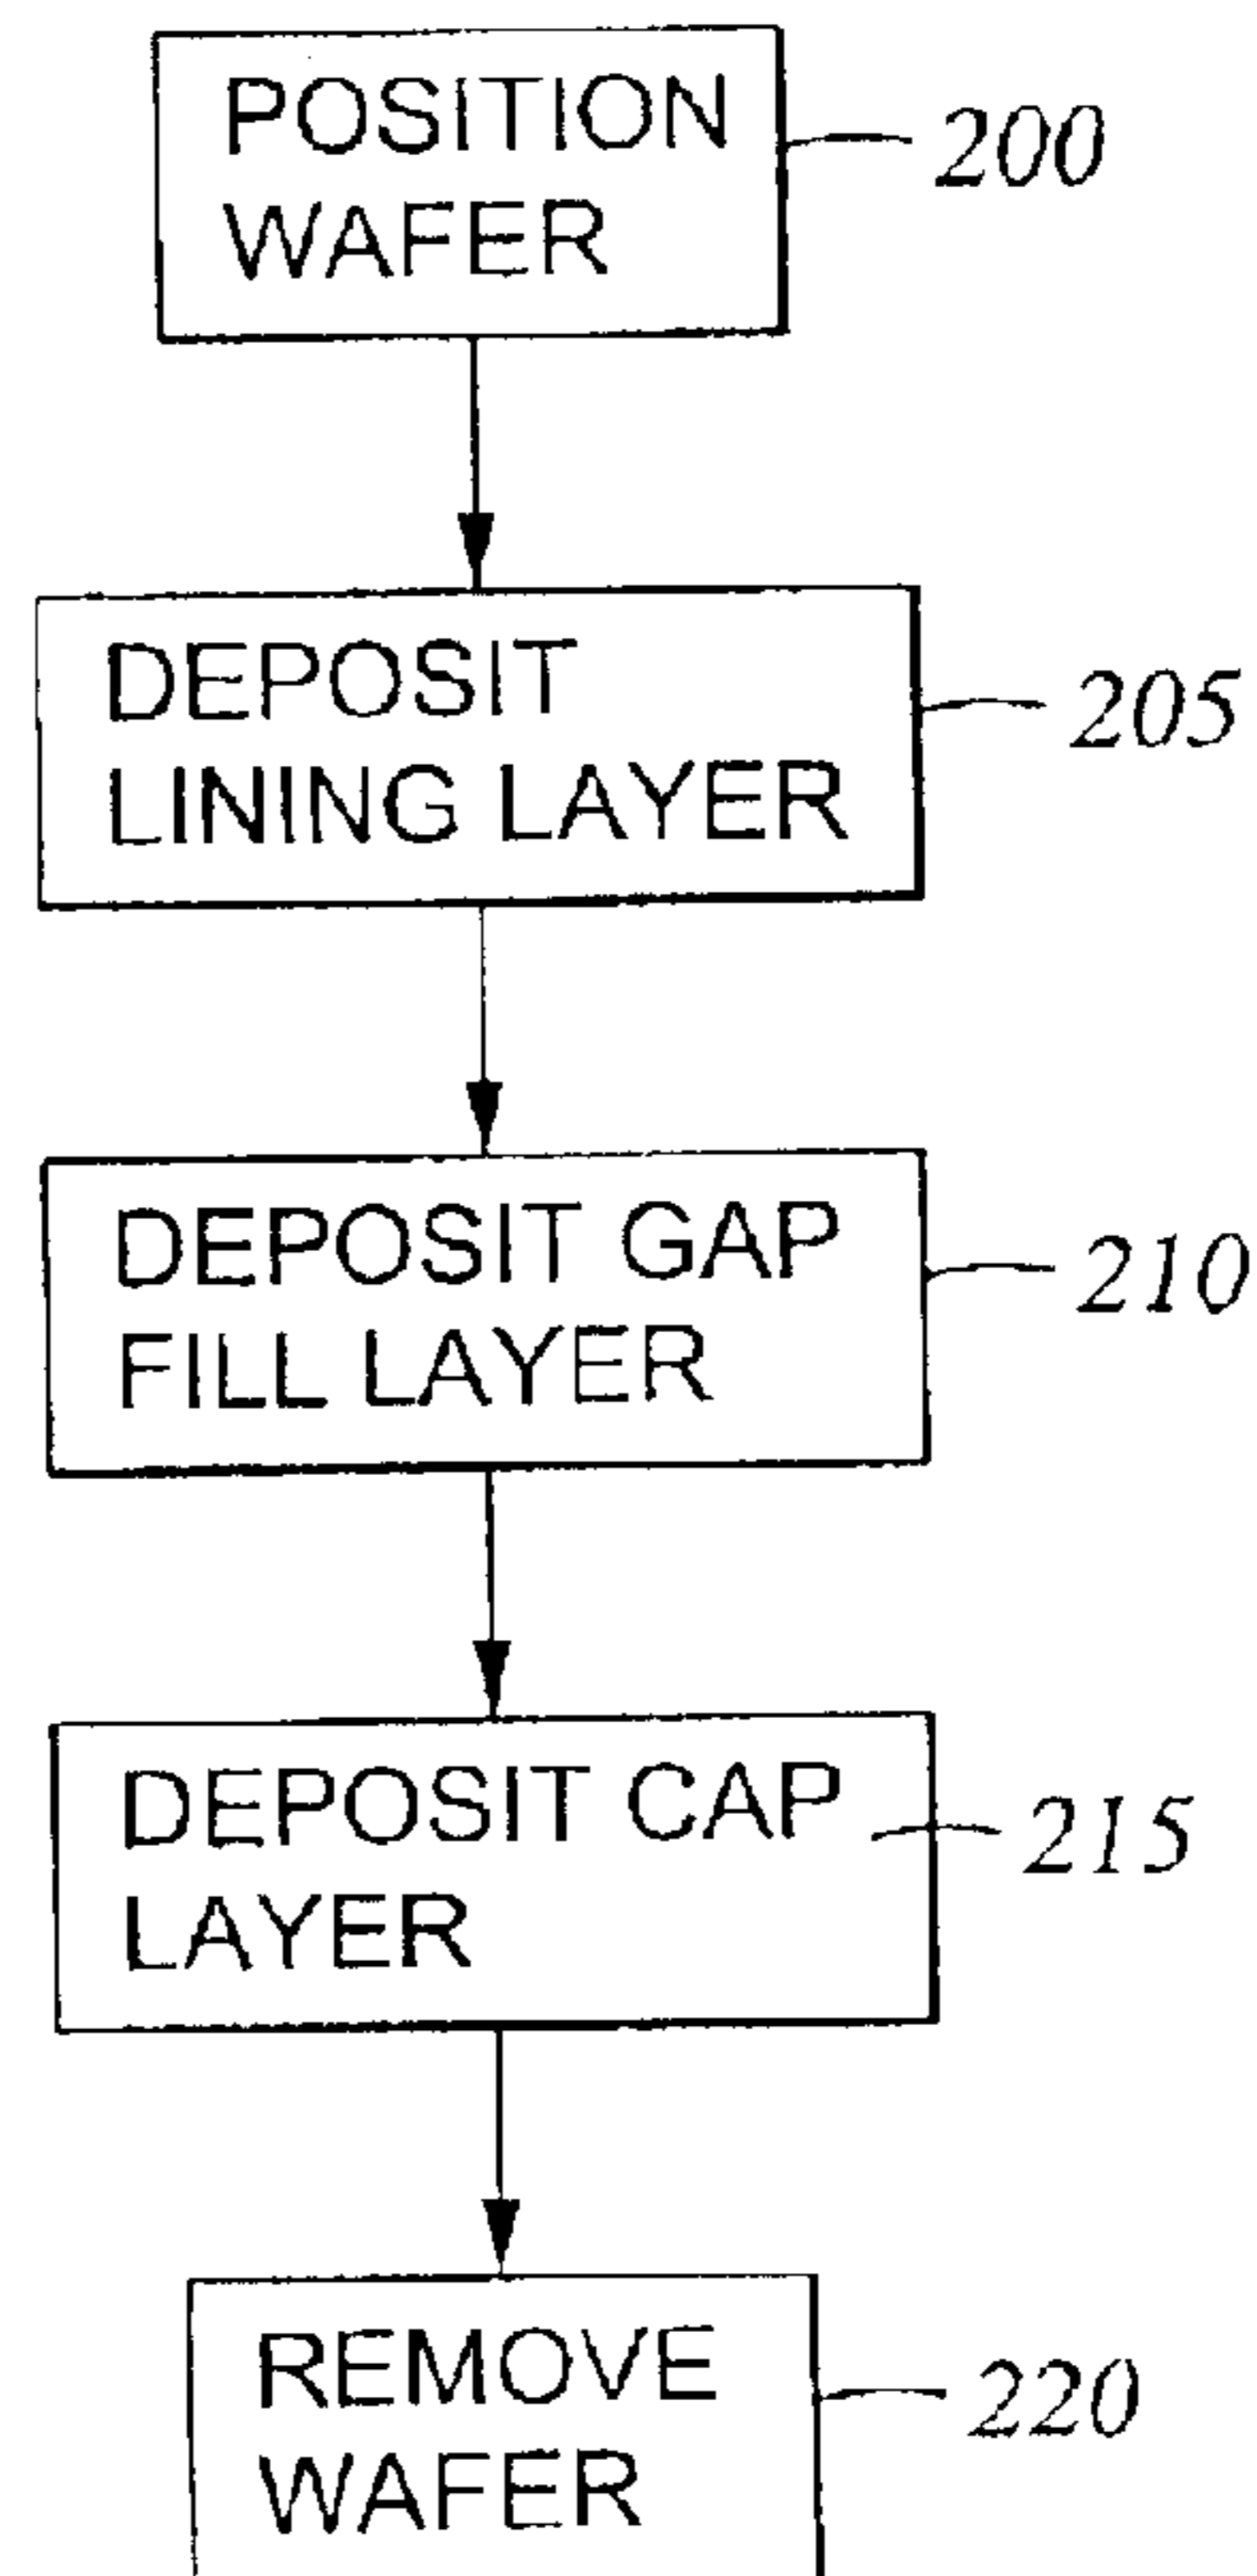 POSITION
WAFER
200
DEPOSIT
LINING LAYER
205
DEPOSIT GAP
FILL LAYER
210
DEPOSIT CAP
LAYER
215
REMOVE
WAFER
220